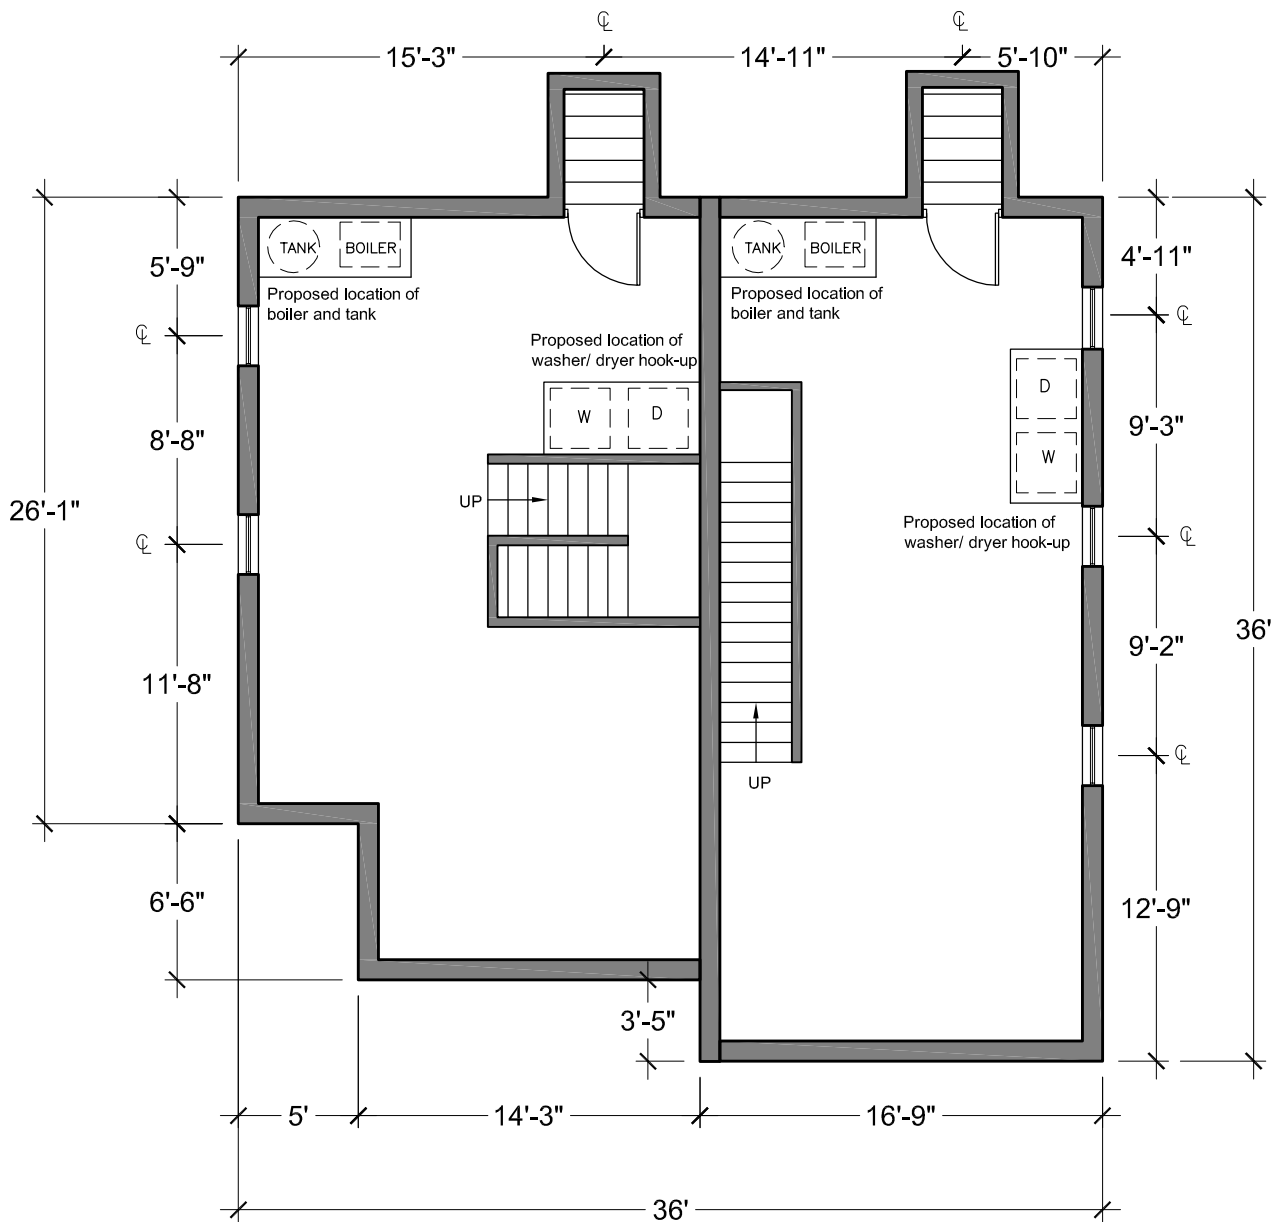 ℄
℄
15'-3"
14'-11"
5'-10"
TANK
BOILER
TANK
BOILER
5'-9"
4'-11"
Proposed location of
boiler and tank
Proposed location of
boiler and tank
℄
℄
Proposed location of
washer/ dryer hook-up
D
W
D
8'-8"
9'-3"
W
UP
26'-1"
Proposed location of
washer/ dryer hook-up
℄
℄
36'
9'-2"
11'-8"
℄
UP
6'-6"
12'-9"
3'-5"
5'
14'-3"
16'-9"
36'